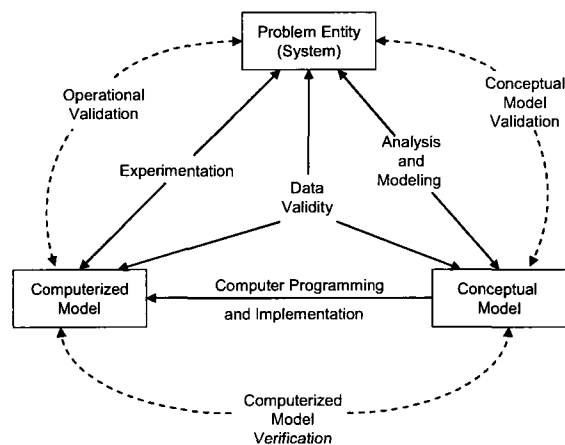 Problem Entity
(System)
Operational
Validation
Conceptual
Model
Validation
Experimentation
Analysis
and
Modeling
Data
Validity
Computerized
Model
Computer Programming
and Implementation
Conceptual
Model
Computerized
Model
Verification